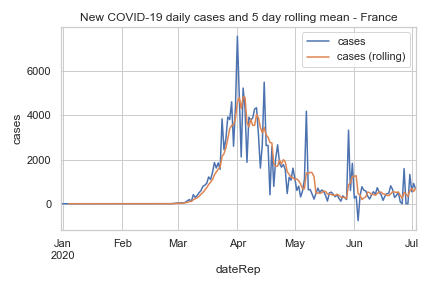 New COVID-19 daily cases and 5 day rolling mean - France
cases
cases (rolling)
6000
4000
2000
0
cases
Jan
2020
Feb
Mar
Apr
May
Jun
Jul
dateRep